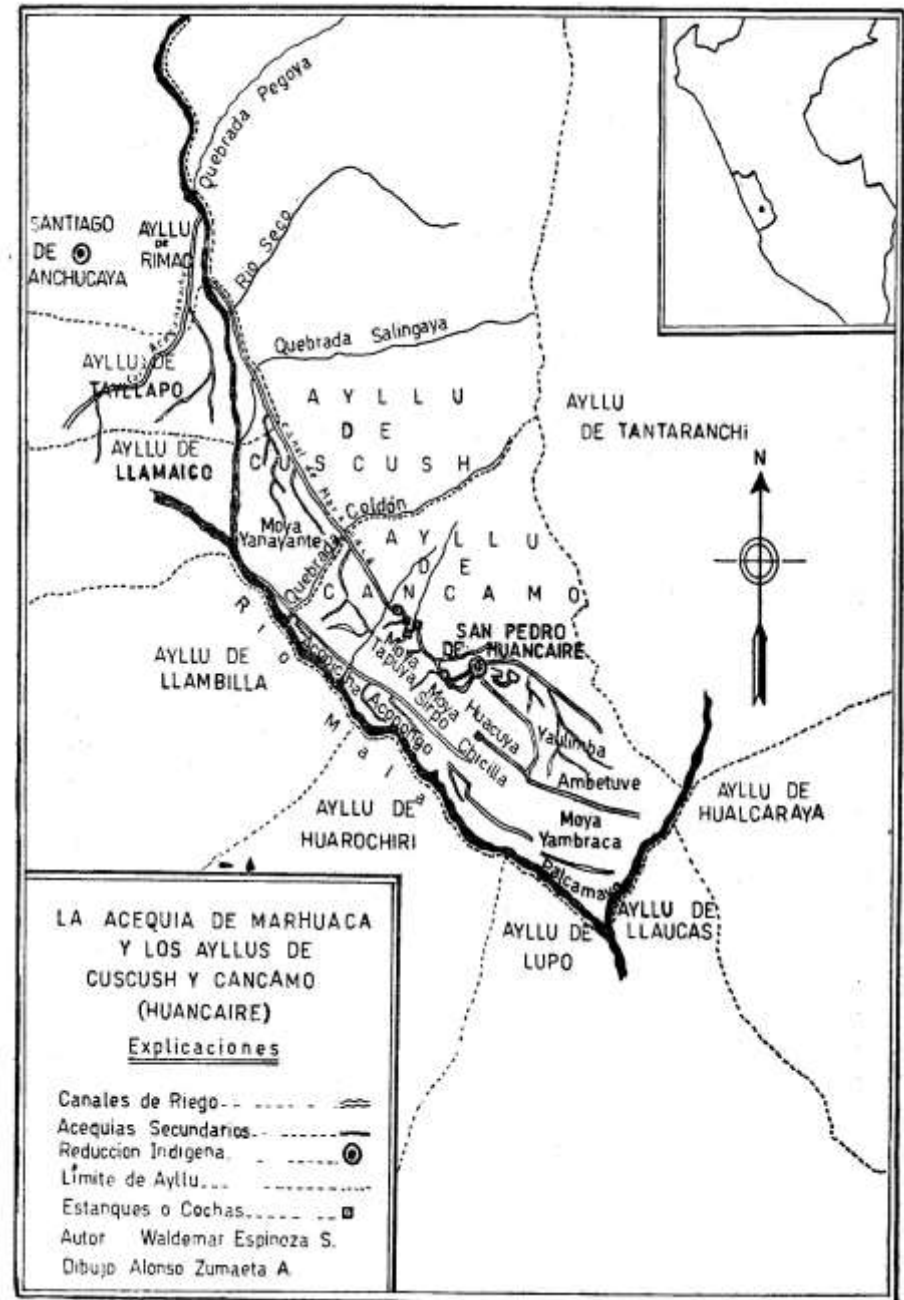 Quebrada Pegoya
SANTIAGO
DE
ANCHUCAYA
AYLLU
DE
RIMAC
Rio Seco
Quebrada Salingaya
AYLLU DE
TAYLLAPO
AYLLU
DE
CUSCUSH
AYLLU
DE TANTARANCHi
AYLLU DE
LLAMAICO
Canal de
Quebrada Coldón
Moya
Yanayante
N
AYLLU
DE
CANCAMO
SAN PEDRO
DE HUANCAIRE
AYLLU DE
LLAMBILLA
RIO Mala
Acopcina
Acopongo
Moya
Tapuya
Moya
Sirpo
Huacuya
Chicilla
Yaulimba
Ambetuve
Moya
Yambraca
Palcamayo
AYLLU DE
HUALCARAYA
AYLLU DE
HUAROCHIRI
AYLLU DE
LUPO
AYLLU DE
LLAUCAS
LA ACEQUIA DE MARHUACA
Y LOS AYLLUS DE
CUSCUSH Y CANCAMO
(HUANCAIRE)
Explicaciones
Canales de Riego
Acequias Secundarios
Reduccion Indigena
Límite de Ayllu
Estanques o Cochas
Autor Waldemar Espinoza S.
Dibujo Alonso Zumaeta A.